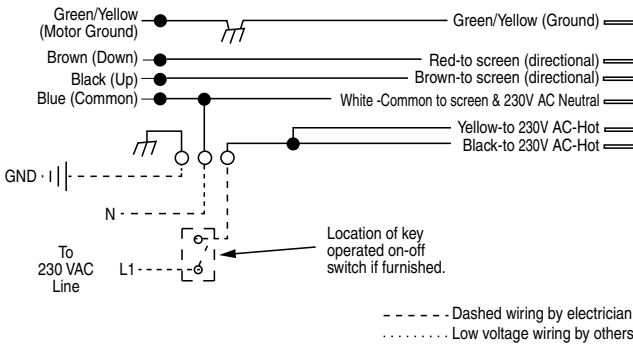 Green/Yellow
(Motor Ground)
Green/Yellow (Ground)
Brown (Down)
Red-to screen (directional)
Black (Up)
Brown-to screen (directional)
Blue (Common)
White -Common to screen & 230V AC Neutral
Yellow-to 230V AC-Hot
Black-to 230V AC-Hot
GND
N
To
230 VAC
Line
L1
Location of key
operated on-off
switch if furnished.
Dashed wiring by electrician
Low voltage wiring by others